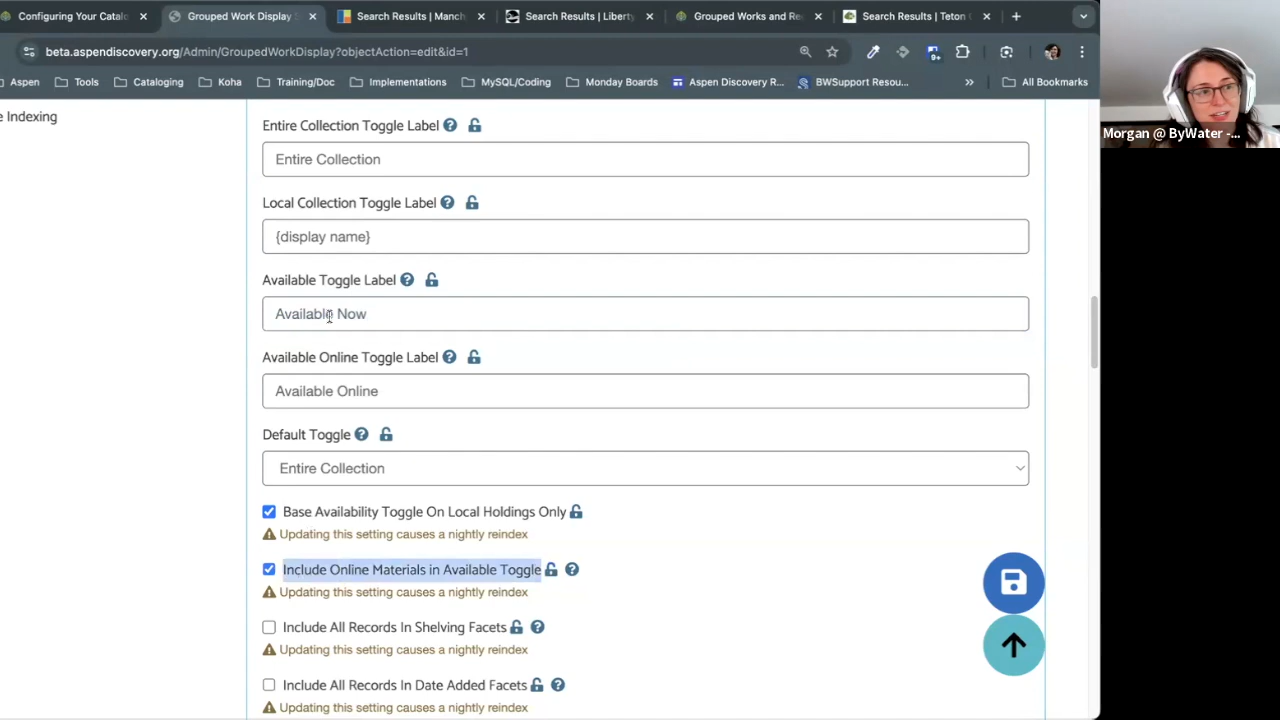 Configuring Your Catal
Grouped Work Display S
Search Results | Manch
Search Results | Liberty
Grouped Works and Re
Search Results | Teton C
beta.aspendiscovery.org/Admin/GroupedWorkDisplay?objectAction=edit&id=1
9+
Aspen
Tools
Cataloging
Koha
Training/Doc
Implementations
MySQL/Coding
Monday Boards
Aspen Discovery R...
BWSupport Resou...
»
All Bookmarks
Morgan @ ByWater -...
e Indexing
Entire Collection Toggle Label
Entire Collection
Local Collection Toggle Label
{display name}
Available Toggle Label
Available Now
Available Online Toggle Label
Available Online
Default Toggle
Entire Collection
Base Availability Toggle On Local Holdings Only
Updating this setting causes a nightly reindex
Include Online Materials in Available Toggle
Updating this setting causes a nightly reindex
Include All Records In Shelving Facets
Updating this setting causes a nightly reindex
Include All Records In Date Added Facets
Updating this setting causes a nightly reindex